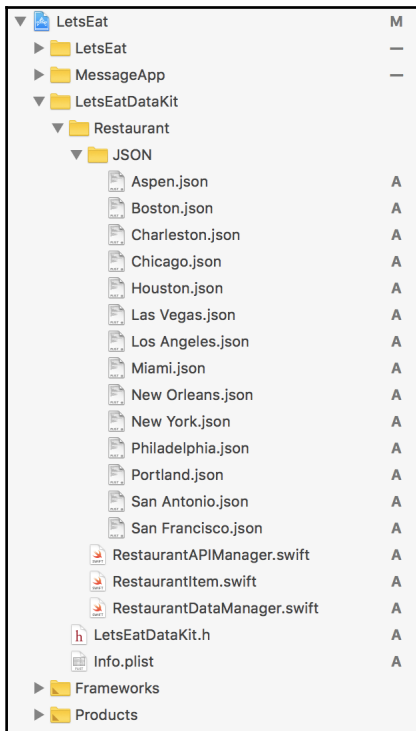 LetsEat M
LetsEat —
MessageApp —
LetsEatDataKit
Restaurant
JSON
Aspen.json A
Boston.json A
Charleston.json A
Chicago.json A
Houston.json A
Las Vegas.json A
Los Angeles.json A
Miami.json A
New Orleans.json A
New York.json A
Philadelphia.json A
Portland.json A
San Antonio.json A
San Francisco.json A
RestaurantAPIManager.swift A
RestaurantItem.swift A
RestaurantDataManager.swift A
h LetsEatDataKit.h A
Info.plist A
Frameworks
Products